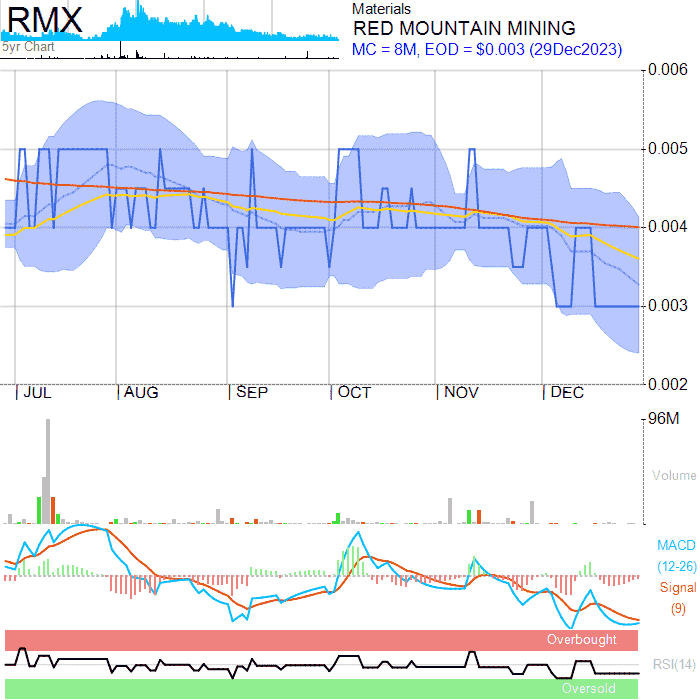 RMX
5yr Chart
Materials
RED MOUNTAIN MINING
MC = 8M, EOD = $0.003 (29Dec2023)
0.006
0.005
0.004
0.003
0.002
JUL AUG SEP OCT NOV DEC
96M
Volume
MACD
(12-26)
Signal
(9)
Overbought
RSI(14)
Oversold